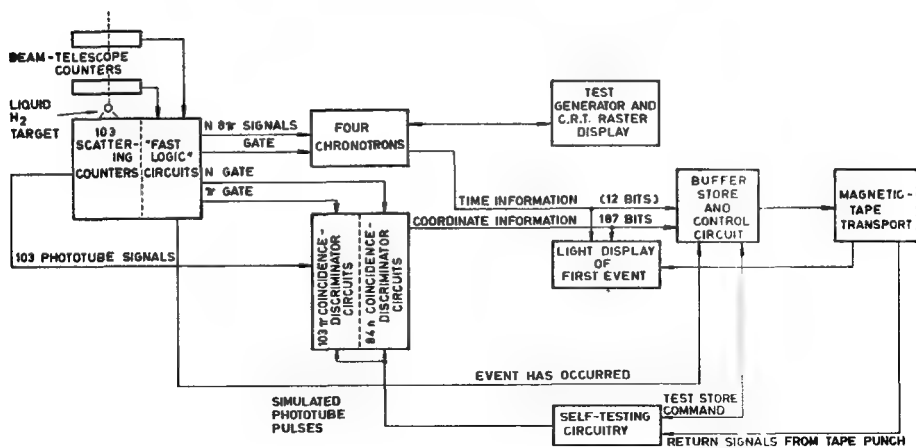 BEAM-TELESCOPE
COUNTERS
LIQUID
H2
TARGET
103
SCATTER-
ING
COUNTERS
"FAST
LOGIC"
CIRCUITS
N 8π SIGNALS
GATE
N GATE
π GATE
FOUR
CHRONOTRONS
TEST
GENERATOR AND
C.R.T. RASTER
DISPLAY
TIME INFORMATION (12 BITS)
COORDINATE INFORMATION 187 BITS
BUFFER
STORE
AND
CONTROL
CIRCUIT
MAGNETIC-
TAPE
TRANSPORT
LIGHT DISPLAY
OF
FIRST EVENT
103 PHOTOTUBE SIGNALS
103 π COINCIDENCE-
DISCRIMINATOR
CIRCUITS
84 n COINCIDENCE-
DISCRIMINATOR
CIRCUITS
EVENT HAS OCCURRED
SIMULATED
PHOTOTUBE
PULSES
TEST STORE
COMMAND
SELF-TESTING
CIRCUITRY
RETURN SIGNALS FROM TAPE PUNCH